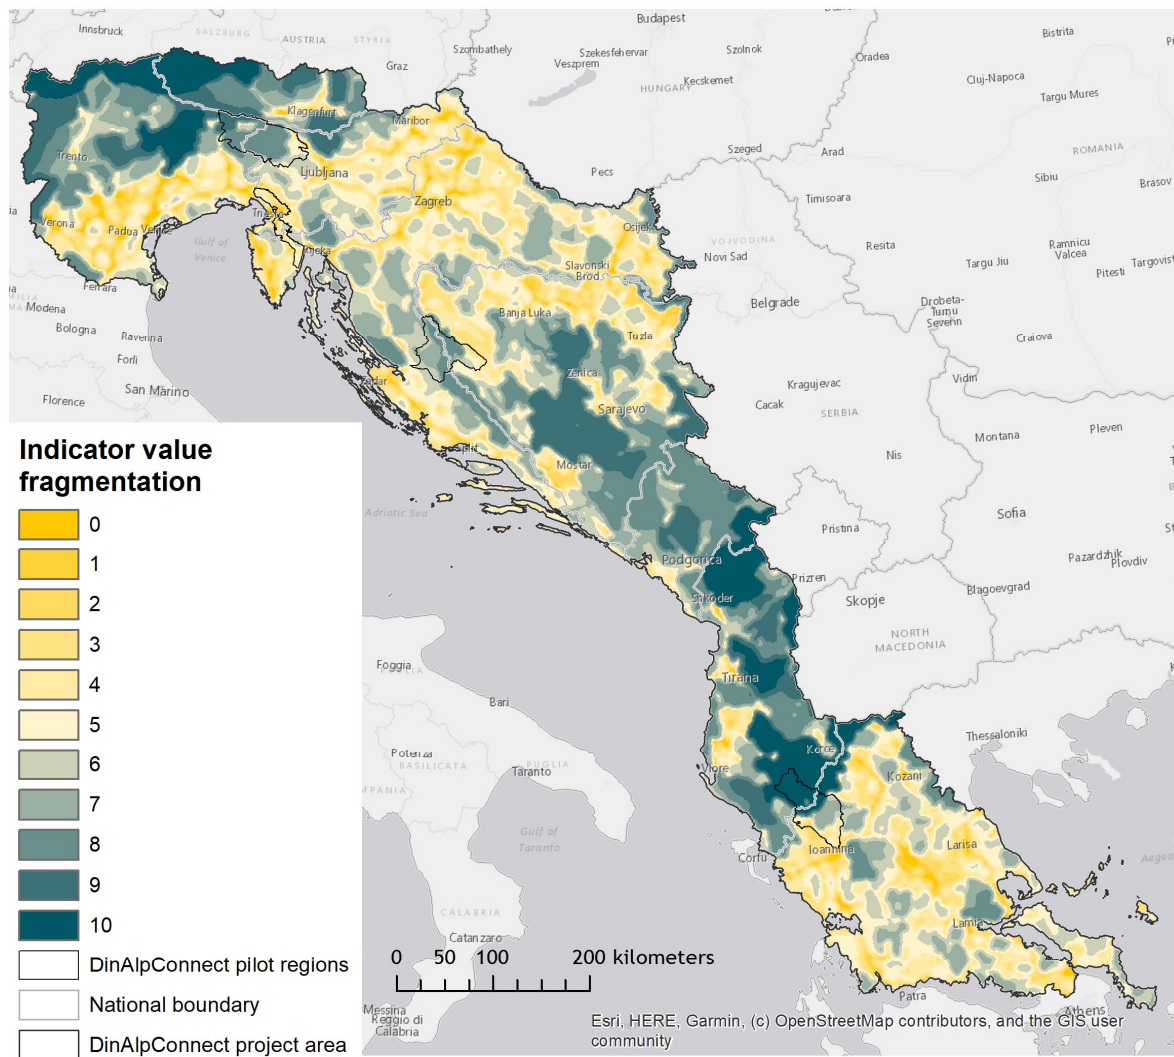 Innsbruck
SALZBURG
AUSTRIA
STYRIA
Graz
Szombathely
Budapest
Szekesfehervar
Veszprem
Szolnok
Kecskemet
HUNGARY
Oradea
Bistrita
Cluj-Napoca
Targu Mures
Klagenfurt
Maribor
Szeged
Arad
ROMANIA
Trento
Ljubljana
Pecs
Timisoara
Sibiu
Brasov
Zagreb
Verona
Padua
Venice
Trieste
Gulf of
Venice
Rijeka
Osijek
VOJVODINA
Novi Sad
Resita
Ramnicu
Valcea
Targu Jiu
Pitesti
Targovist
Slavonski
Brod
Ferrara
Modena
Bologna
Ravenna
Forli
Belgrade
Drobeta-
Turnu
Severin
Craiova
Banja Luka
Tuzla
San Marino
Florence
Zadar
Zenica
Sarajevo
Kragujevac
Cacak
SERBIA
Vidin
Montana
Pleven
Split
Mostar
Nis
Adriatic Sea
Sofia
Pristina
Pazardzhik
Plovdiv
Podgorica
Prizren
Blagoevgrad
Shkoder
Skopje
NORTH
MACEDONIA
Foggia
Bari
Tirana
Potenza
BASILICATA
PUGLIA
Taranto
Thessaloniki
Korce
Vlore
Kozani
Gulf of
Taranto
Corfu
Ioannina
Larisa
Aegea
CALABRIA
Catanzaro
Lamia
Messina
Reggio di
Calabria
Patra
Athens
Indicator value
fragmentation
0
1
2
3
4
5
6
7
8
9
10
DinAlpConnect pilot regions
National boundary
DinAlpConnect project area
0 50 100 200 kilometers
Esri, HERE, Garmin, (c) OpenStreetMap contributors, and the GIS user
community